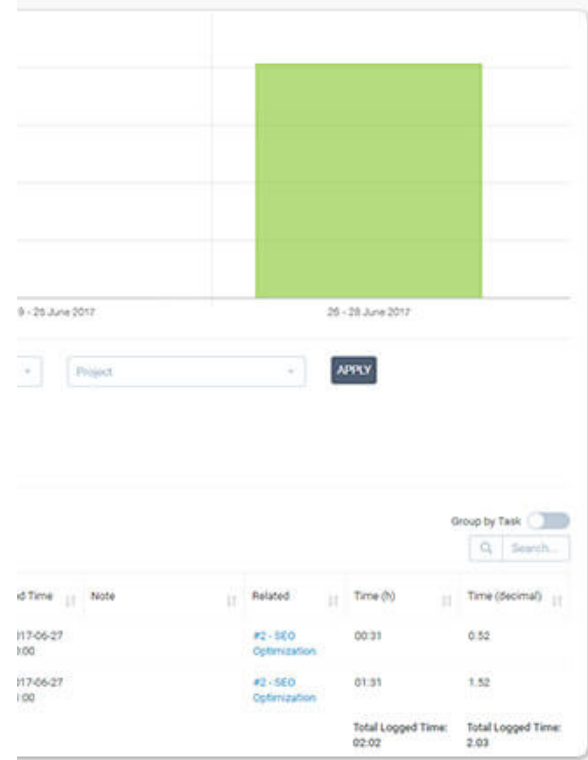 9 - 25 June 2017
26 - 28 June 2017
Project
APPLY
Group by Task
Search...
d Time
Note
Related
Time (h)
Time (decimal)
017-06-27
0:00
#2 - SEO
Optimization
00:31
0.52
017-06-27
:00
#2 - SEO
Optimization
01:31
1.52
Total Logged Time:
02:02
Total Logged Time:
2.03